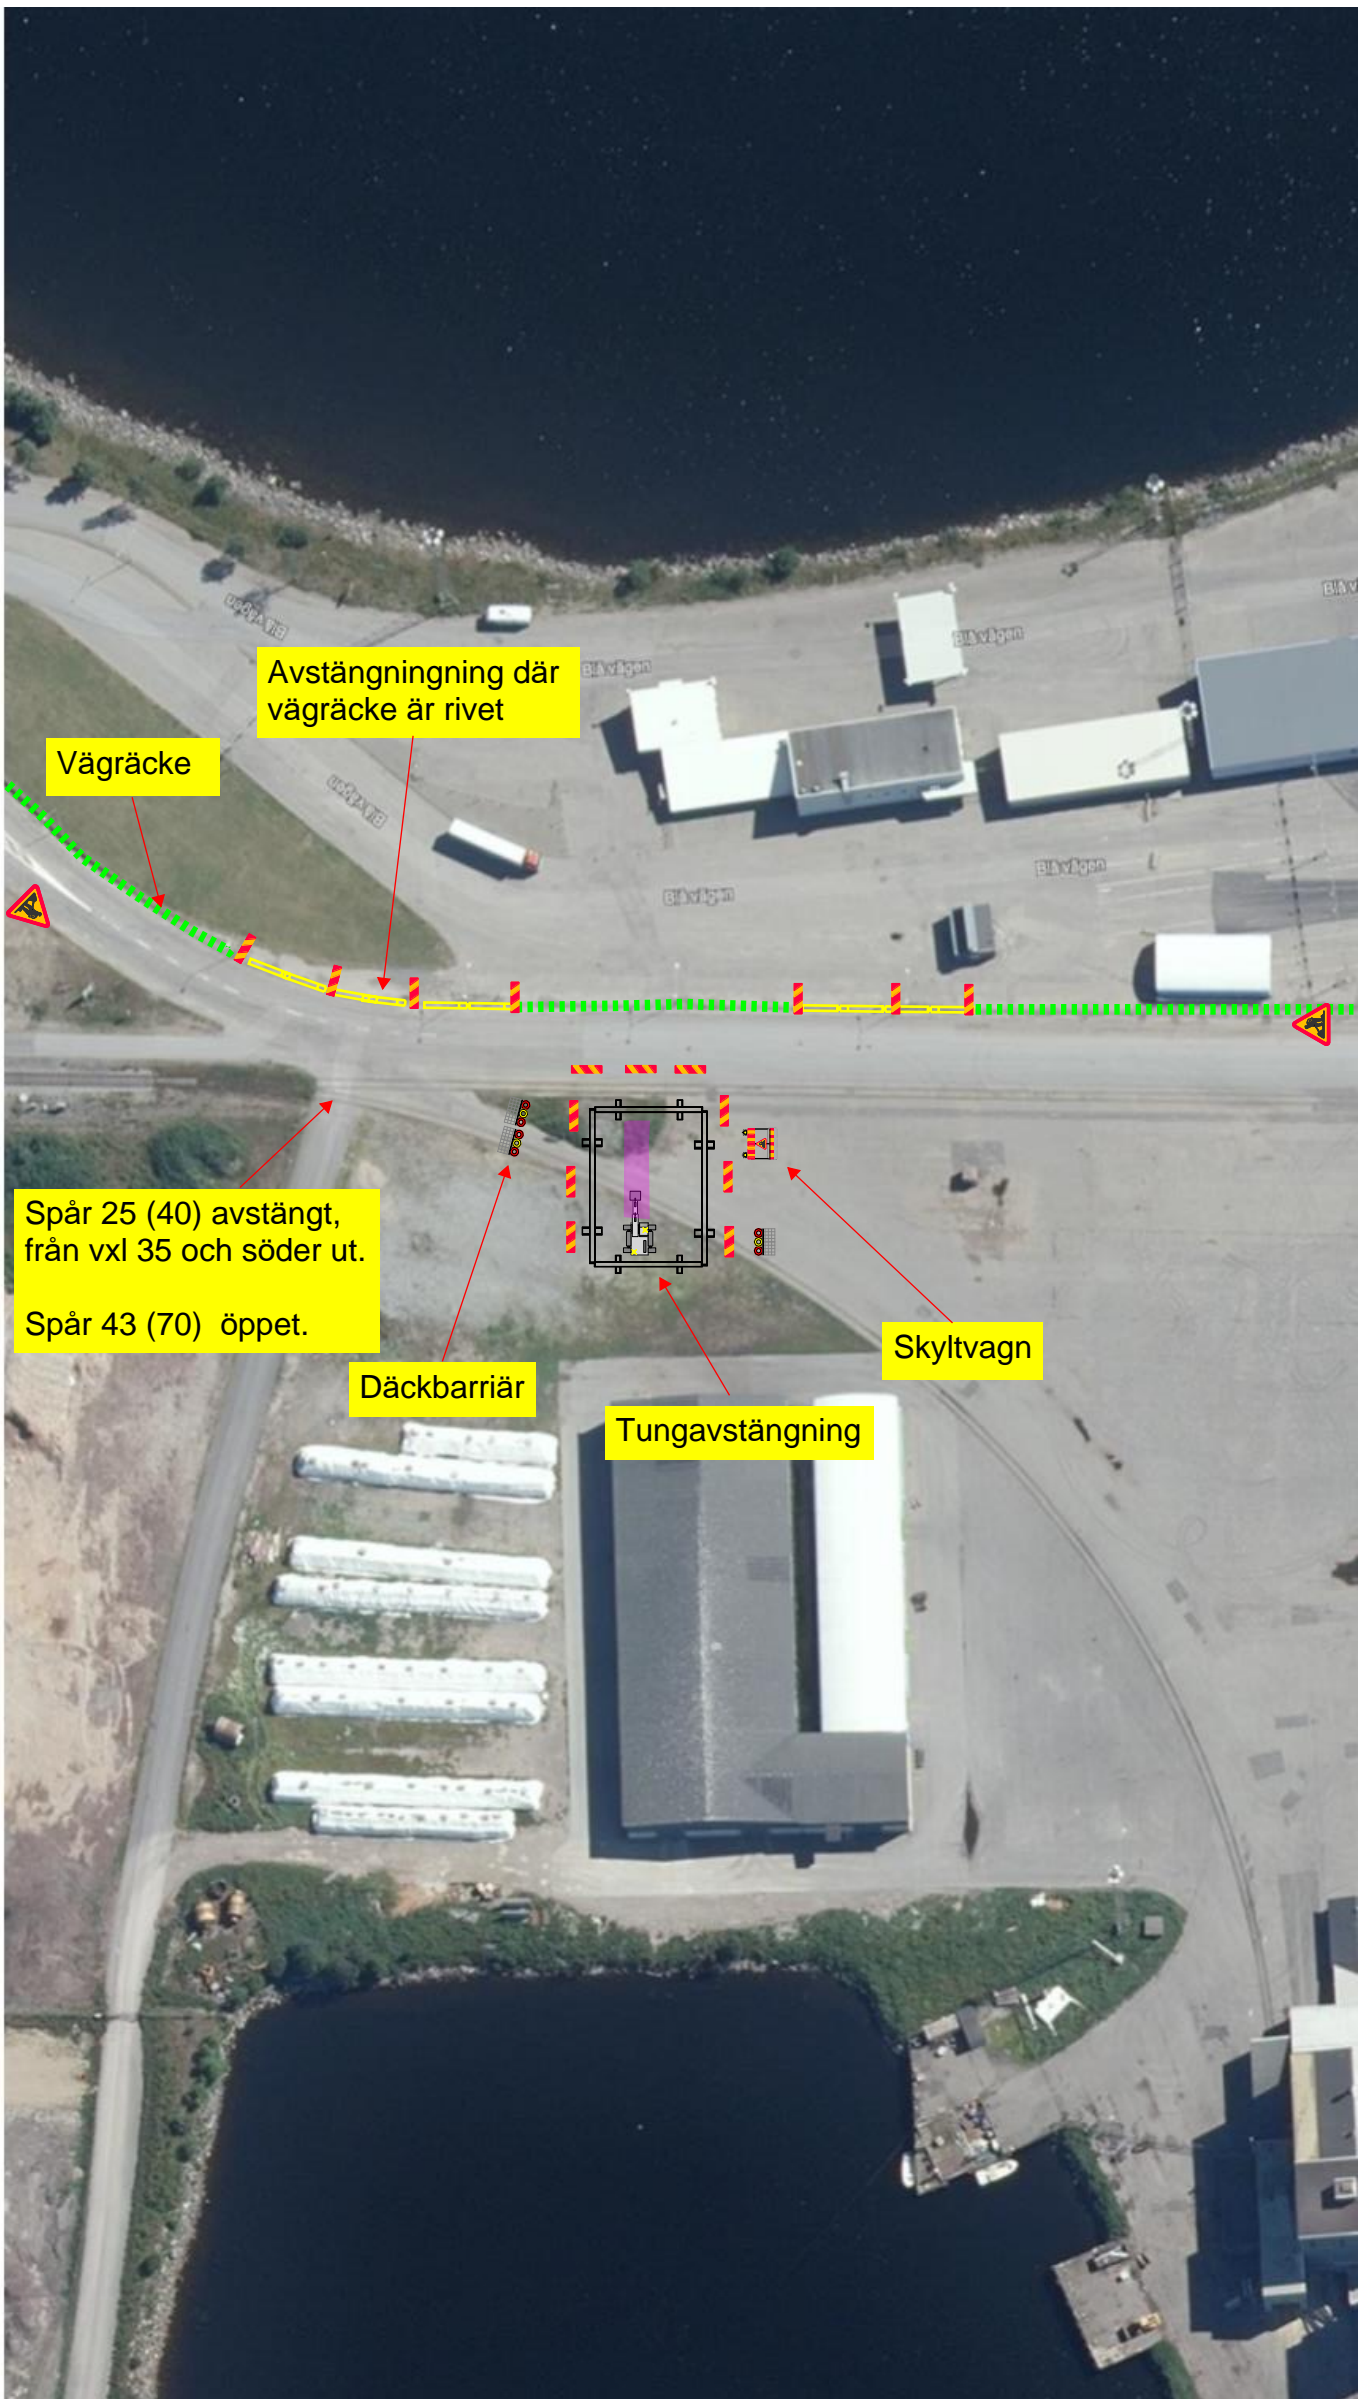 Avstängningning där
vägräcke är rivet
Vägräcke
Blå vägen
Blå vägen
Blå vägen
Blå v
Blå vägen
Blå vägen
Blå vägen
Spår 25 (40) avstängt,
från vxl 35 och söder ut.
Spår 43 (70) öppet.
Däckbarriär
Skyltvagn
Tungavstängning